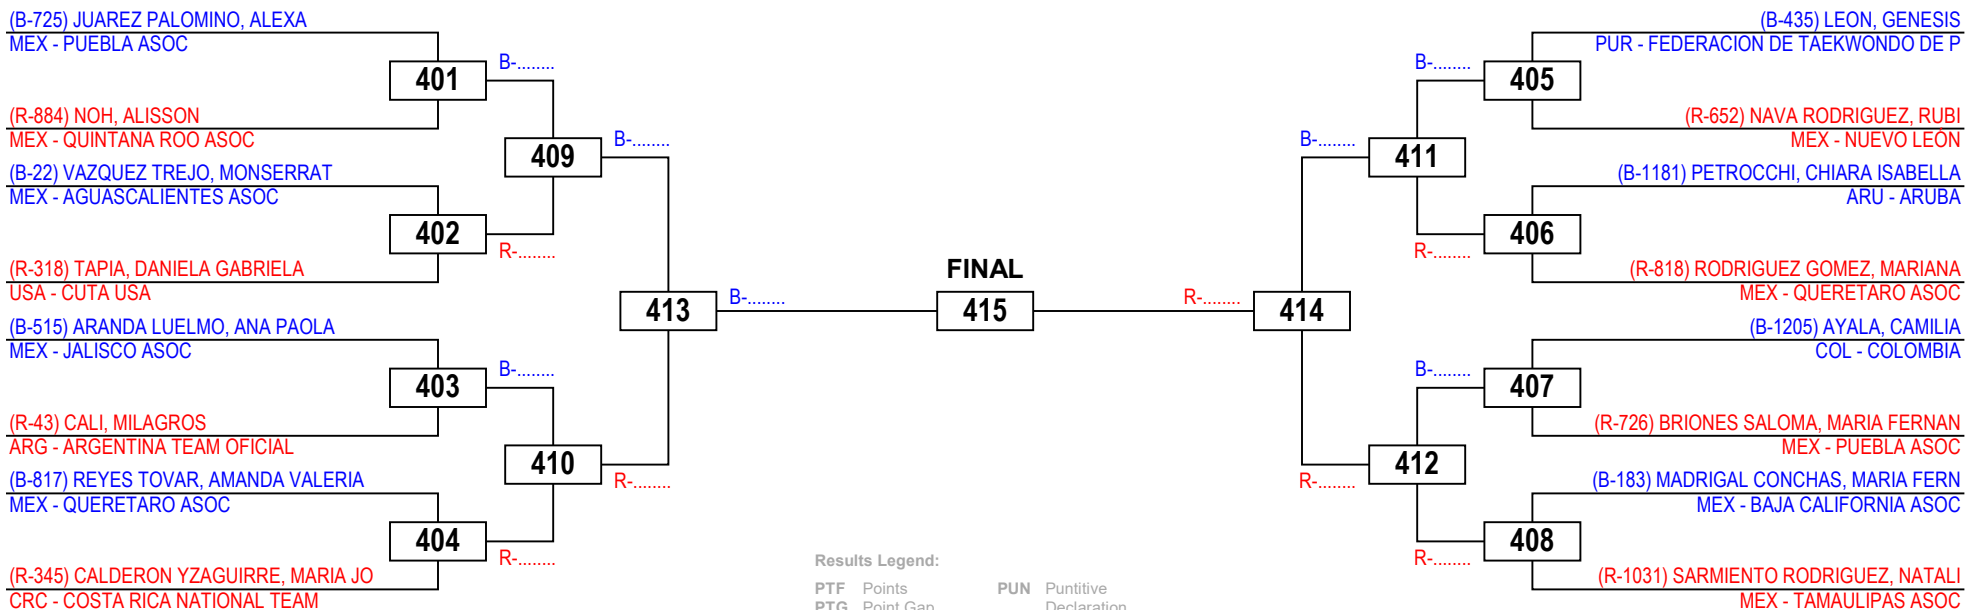 (B-725) JUAREZ PALOMINO, ALEXA
MEX - PUEBLA ASOC
401
B-........
(R-884) NOH, ALISSON
MEX - QUINTANA ROO ASOC
409
B-........
(B-22) VAZQUEZ TREJO, MONSERRAT
MEX - AGUASCALIENTES ASOC
402
R-........
(R-318) TAPIA, DANIELA GABRIELA
USA - CUTA USA
413
B-........
(B-515) ARANDA LUELMO, ANA PAOLA
MEX - JALISCO ASOC
403
B-........
(R-43) CALI, MILAGROS
ARG - ARGENTINA TEAM OFICIAL
410
R-........
(B-817) REYES TOVAR, AMANDA VALERIA
MEX - QUERETARO ASOC
404
R-........
(R-345) CALDERON YZAGUIRRE, MARIA JO
CRC - COSTA RICA NATIONAL TEAM
FINAL
415
(B-435) LEON, GENESIS
PUR - FEDERACION DE TAEKWONDO DE P
B-........
405
(R-652) NAVA RODRIGUEZ, RUBI
MEX - NUEVO LEÓN
B-........
411
(B-1181) PETROCCHI, CHIARA ISABELLA
ARU - ARUBA
R-........
406
(R-818) RODRIGUEZ GOMEZ, MARIANA
MEX - QUERETARO ASOC
R-........
414
(B-1205) AYALA, CAMILIA
COL - COLOMBIA
B-........
407
(R-726) BRIONES SALOMA, MARIA FERNAN
MEX - PUEBLA ASOC
R-........
412
(B-183) MADRIGAL CONCHAS, MARIA FERN
MEX - BAJA CALIFORNIA ASOC
R-........
408
(R-1031) SARMIENTO RODRIGUEZ, NATALI
MEX - TAMAULIPAS ASOC
Results Legend:
PTF Points PUN Puntitive
PTG Point Gap Declaration